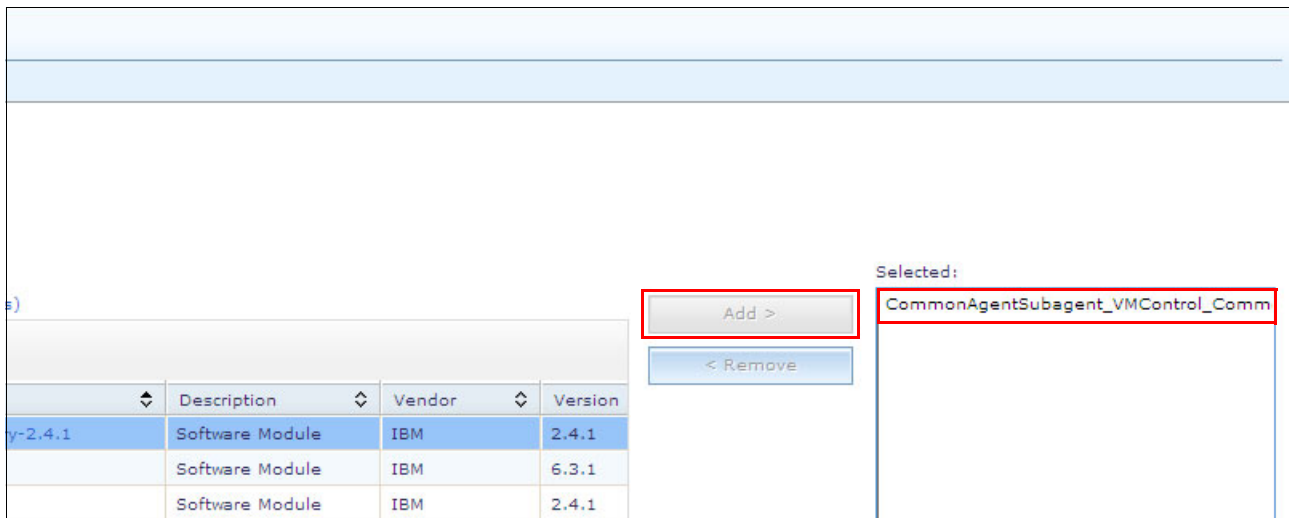 Selected:
s)
Add >
CommonAgentSubagent_VMControl_Comm
< Remove
Description Vendor Version
y-2.4.1 Software Module IBM 2.4.1
Software Module IBM 6.3.1
Software Module IBM 2.4.1